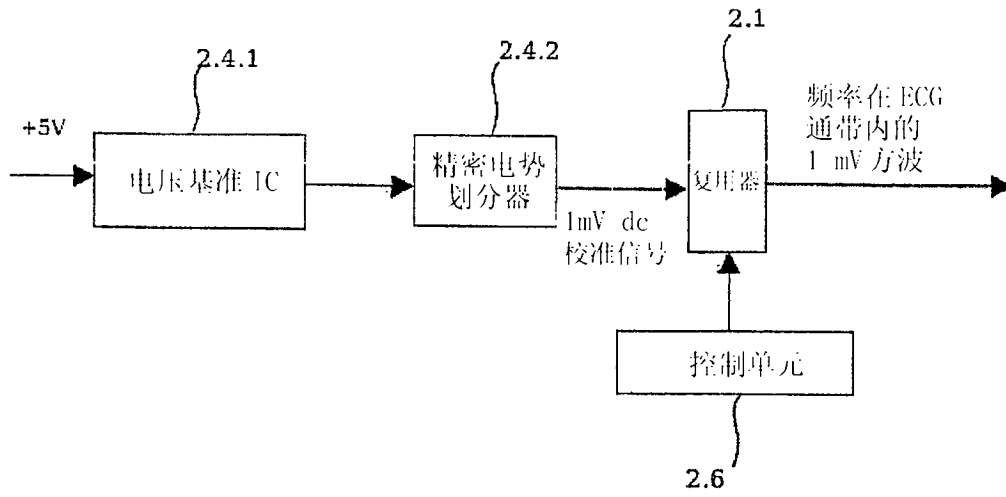 2.4.1
2.4.2
2.1
+5V
电压基准 IC
精密电势
划分器
复用器
频率在 ECG
通带内的
1 mV 方波
1mV dc
校准信号
控制单元
2.6